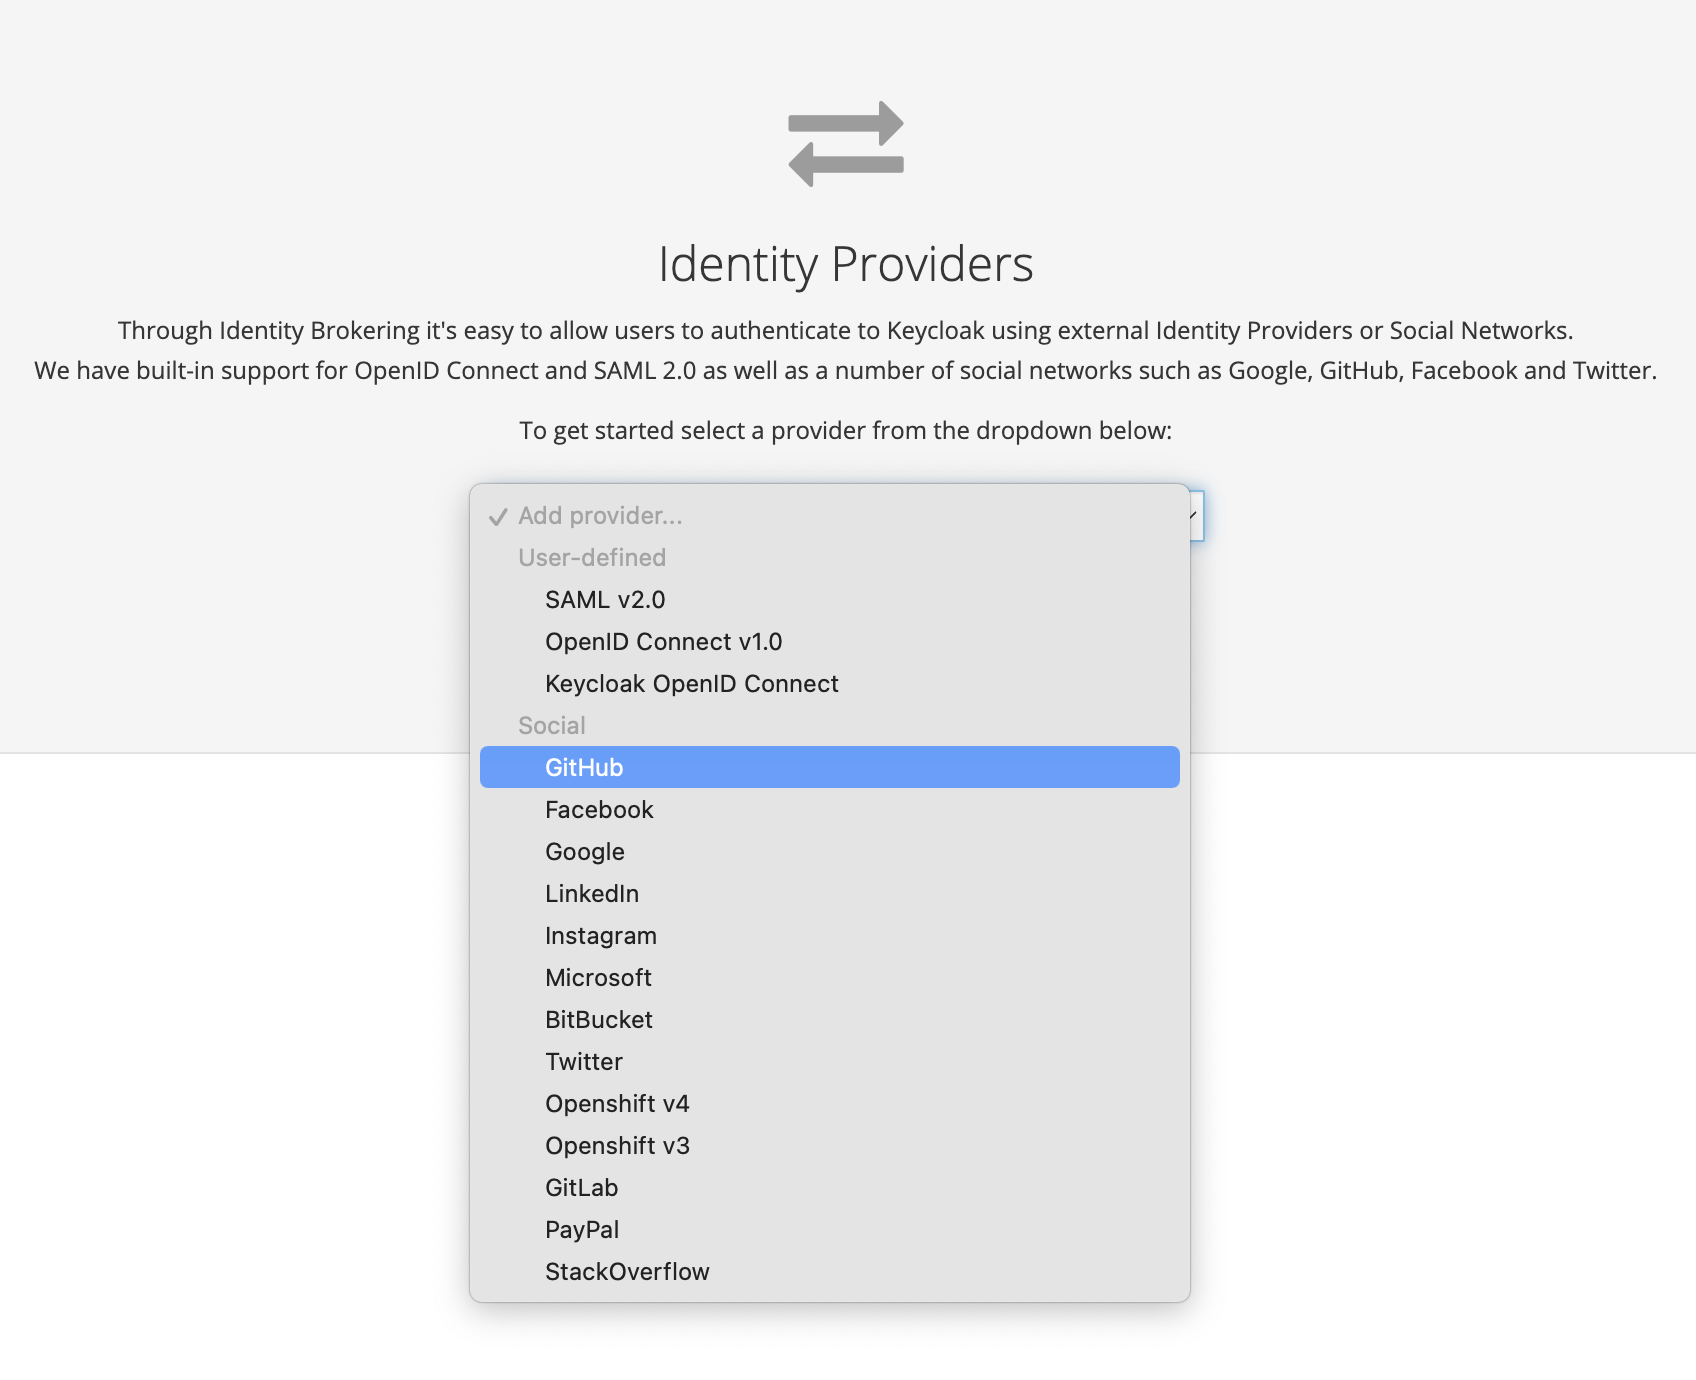 Identity Providers
Through Identity Brokering it's easy to allow users to authenticate to Keycloak using external Identity Providers or Social Networks.
We have built-in support for OpenID Connect and SAML 2.0 as well as a number of social networks such as Google, GitHub, Facebook and Twitter.
To get started select a provider from the dropdown below:
Add provider...
User-defined
SAML v2.0
OpenID Connect v1.0
Keycloak OpenID Connect
Social
GitHub
Facebook
Google
LinkedIn
Instagram
Microsoft
BitBucket
Twitter
Openshift v4
Openshift v3
GitLab
PayPal
StackOverflow